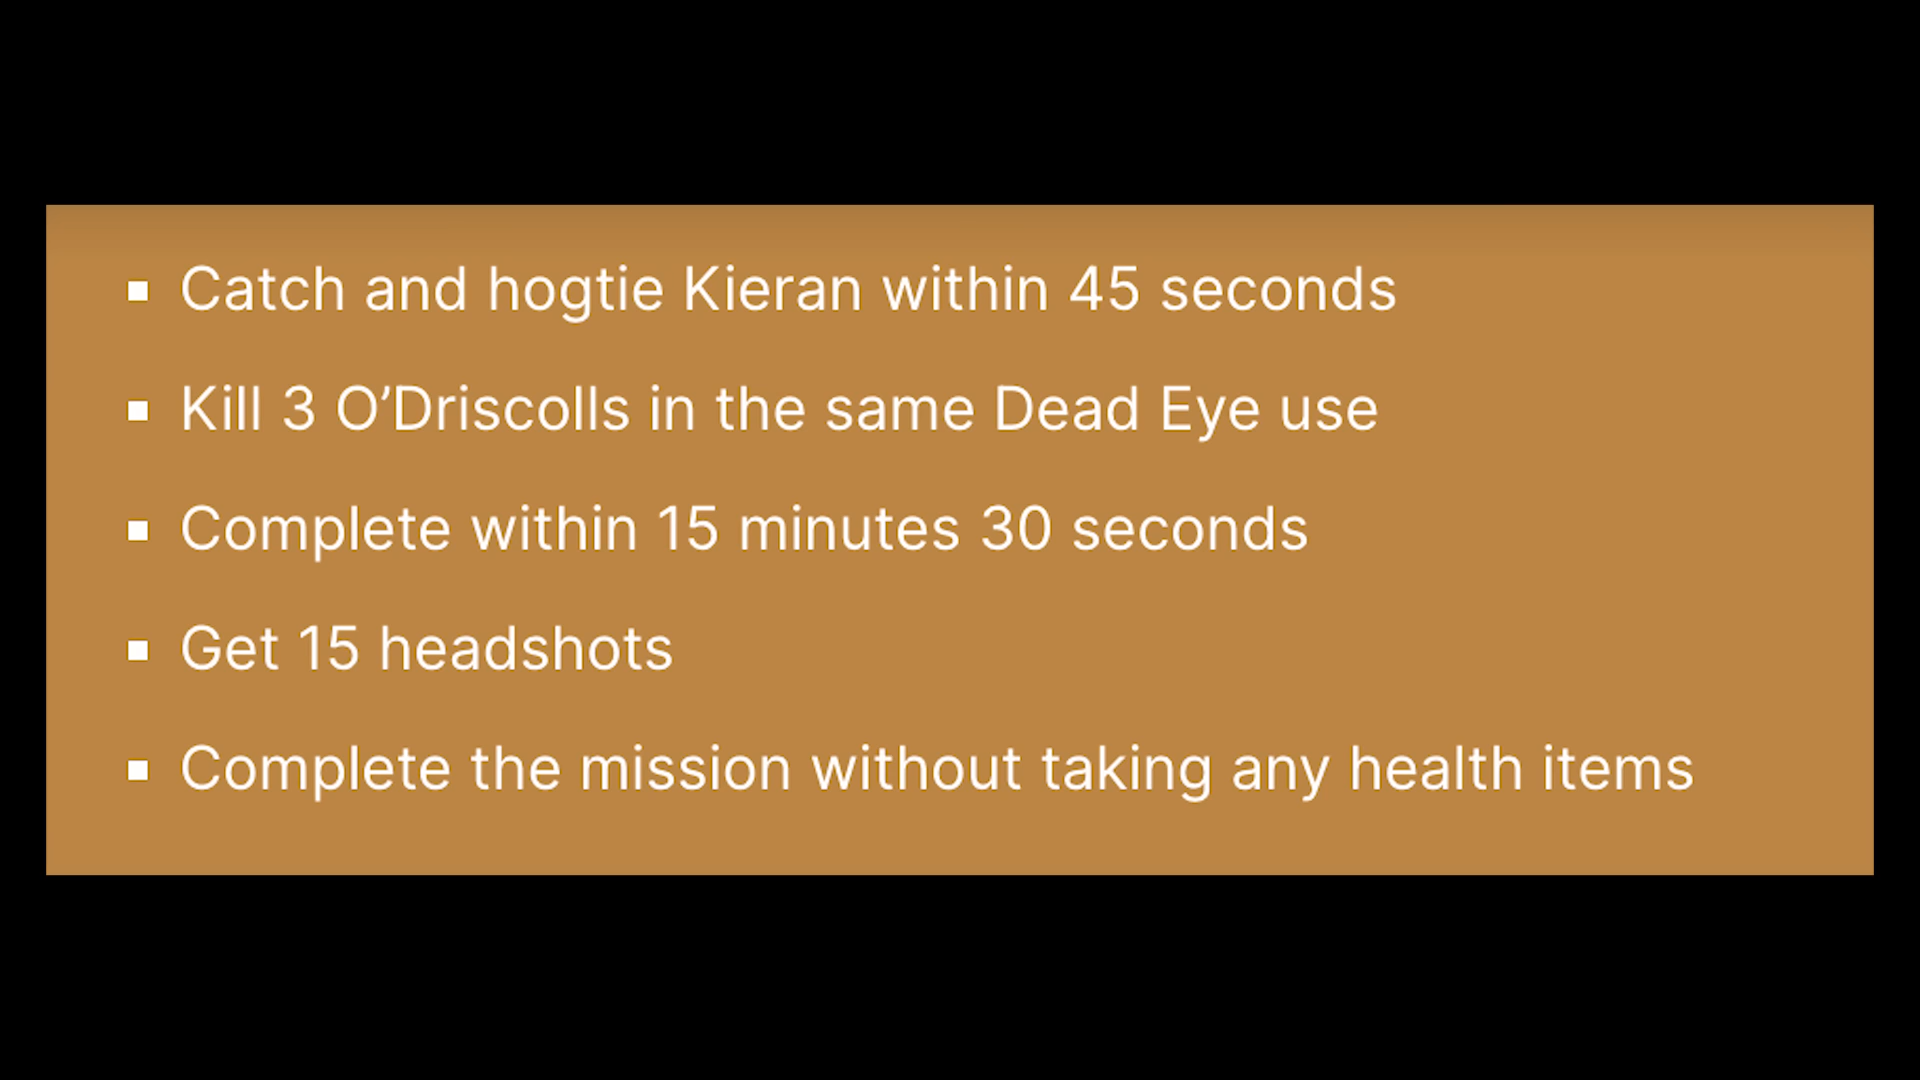 Catch and hogtie Kieran within 45 seconds
Kill 3 O’Driscolls in the same Dead Eye use
Complete within 15 minutes 30 seconds
Get 15 headshots
Complete the mission without taking any health items